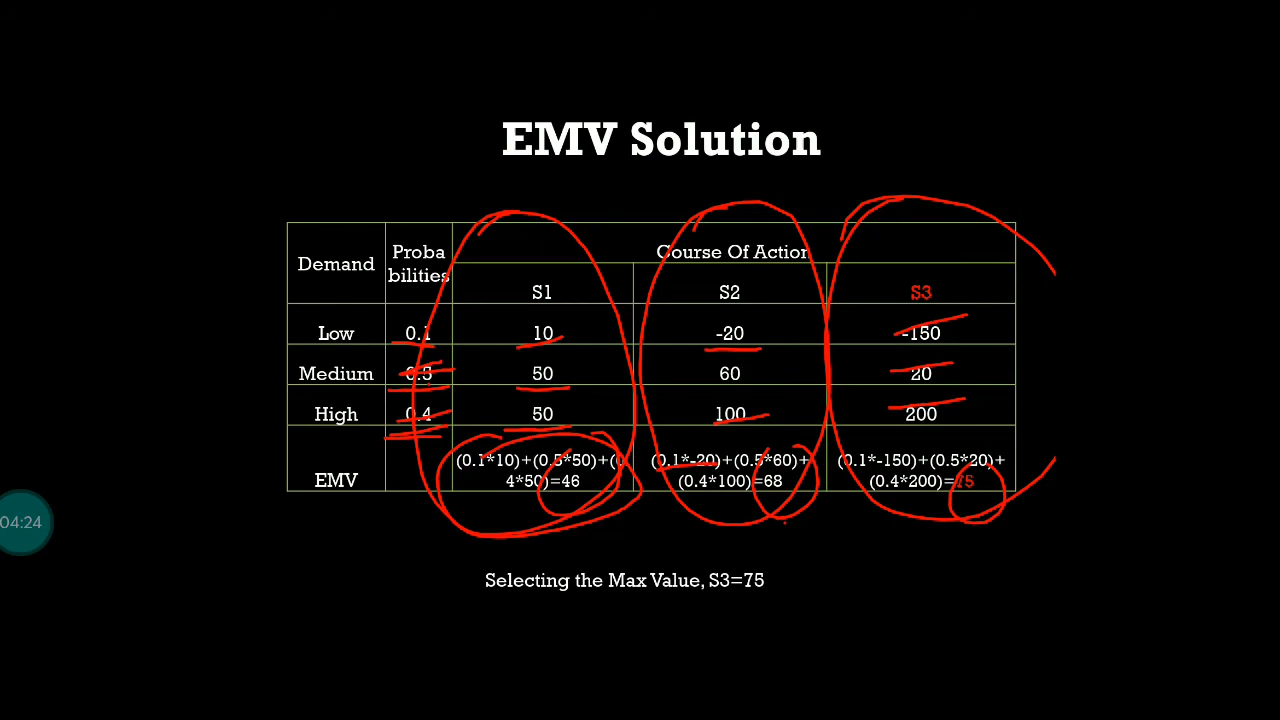 EMV Solution
Demand
Proba
bilities
Course Of Action
S1
S2
S3
Low
0.1
10
-20
-150
Medium
0.5
50
60
20
High
0.4
50
100
200
EMV
(0.1*10)+(0.5*50)+(0.
4*50)=46
(0.1*-20)+(0.5*60)+
(0.4*100)=68
(0.1*-150)+(0.5*20)+
(0.4*200)=75
04:24
Selecting the Max Value, S3=75